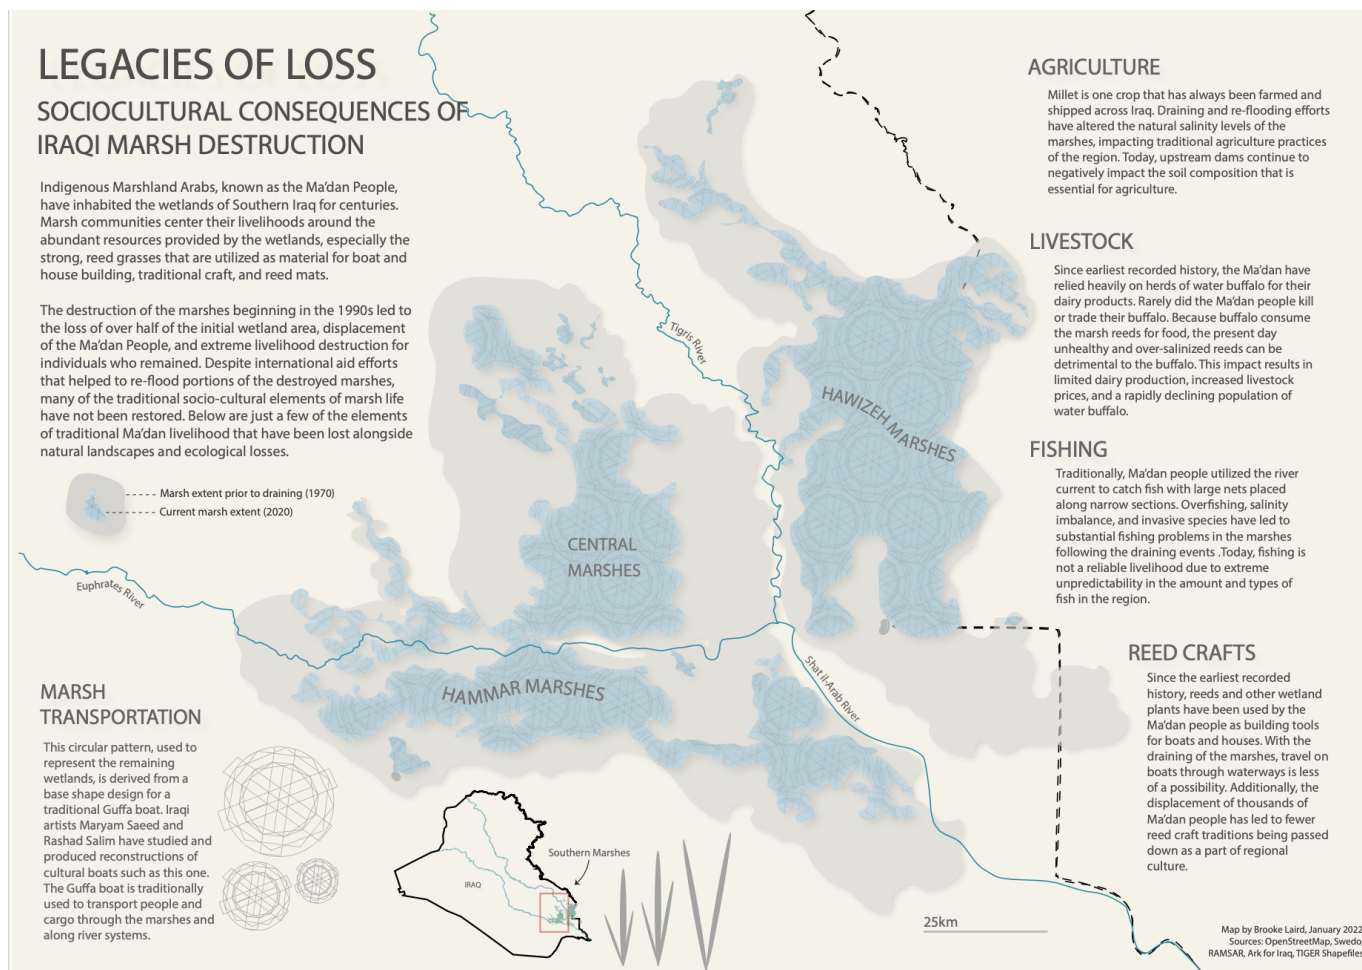 LEGACIES OF LOSS
SOCIOCULTURAL CONSEQUENCES OF
IRAQI MARSH DESTRUCTION
Indigenous Marshland Arabs, known as the Ma'dan People,
have inhabited the wetlands of Southern Iraq for centuries.
Marsh communities center their livelihoods around the
abundant resources provided by the wetlands, especially the
strong, reed grasses that are utilized as material for boat and
house building, traditional craft, and reed mats.
The destruction of the marshes beginning in the 1990s led to
the loss of over half of the initial wetland area, displacement
of the Ma'dan People, and extreme livelihood destruction for
individuals who remained. Despite international aid efforts
that helped to re-flood portions of the destroyed marshes,
many of the traditional socio-cultural elements of marsh life
have not been restored. Below are just a few of the elements
of traditional Ma'dan livelihood that have been lost alongside
natural landscapes and ecological losses.
Marsh extent prior to draining (1970)
Current marsh extent (2020)
Euphrates River
Tigris River
Shat il-Arab River
HAWIZEH MARSHES
CENTRAL
MARSHES
HAMMAR MARSHES
MARSH
TRANSPORTATION
This circular pattern, used to
represent the remaining
wetlands, is derived from a
base shape design for a
traditional Guffa boat. Iraqi
artists Maryam Saeed and
Rashad Salim have studied and
produced reconstructions of
cultural boats such as this one.
The Guffa boat is traditionally
used to transport people and
cargo through the marshes and
along river systems.
IRAQ
Southern Marshes
25km
AGRICULTURE
Millet is one crop that has always been farmed and
shipped across Iraq. Draining and re-flooding efforts
have altered the natural salinity levels of the
marshes, impacting traditional agriculture practices
of the region. Today, upstream dams continue to
negatively impact the soil composition that is
essential for agriculture.
LIVESTOCK
Since earliest recorded history, the Ma'dan have
relied heavily on herds of water buffalo for their
dairy products. Rarely did the Ma'dan people kill
or trade their buffalo. Because buffalo consume
the marsh reeds for food, the present day
unhealthy and over-salinized reeds can be
detrimental to the buffalo. This impact results in
limited dairy production, increased livestock
prices, and a rapidly declining population of
water buffalo.
FISHING
Traditionally, Ma'dan people utilized the river
current to catch fish with large nets placed
along narrow sections. Overfishing, salinity
imbalance, and invasive species have led to
substantial fishing problems in the marshes
following the draining events .Today, fishing is
not a reliable livelihood due to extreme
unpredictability in the amount and types of
fish in the region.
REED CRAFTS
Since the earliest recorded
history, reeds and other wetland
plants have been used by the
Ma'dan people as building tools
for boats and houses. With the
draining of the marshes, travel on
boats through waterways is less
of a possibility. Additionally, the
displacement of thousands of
Ma'dan people has led to fewer
reed craft traditions being passed
down as a part of regional
culture.
Map by Brooke Laird, January 2022
Sources: OpenStreetMap, Swedo,
RAMSAR, Ark for Iraq, TIGER Shapefiles